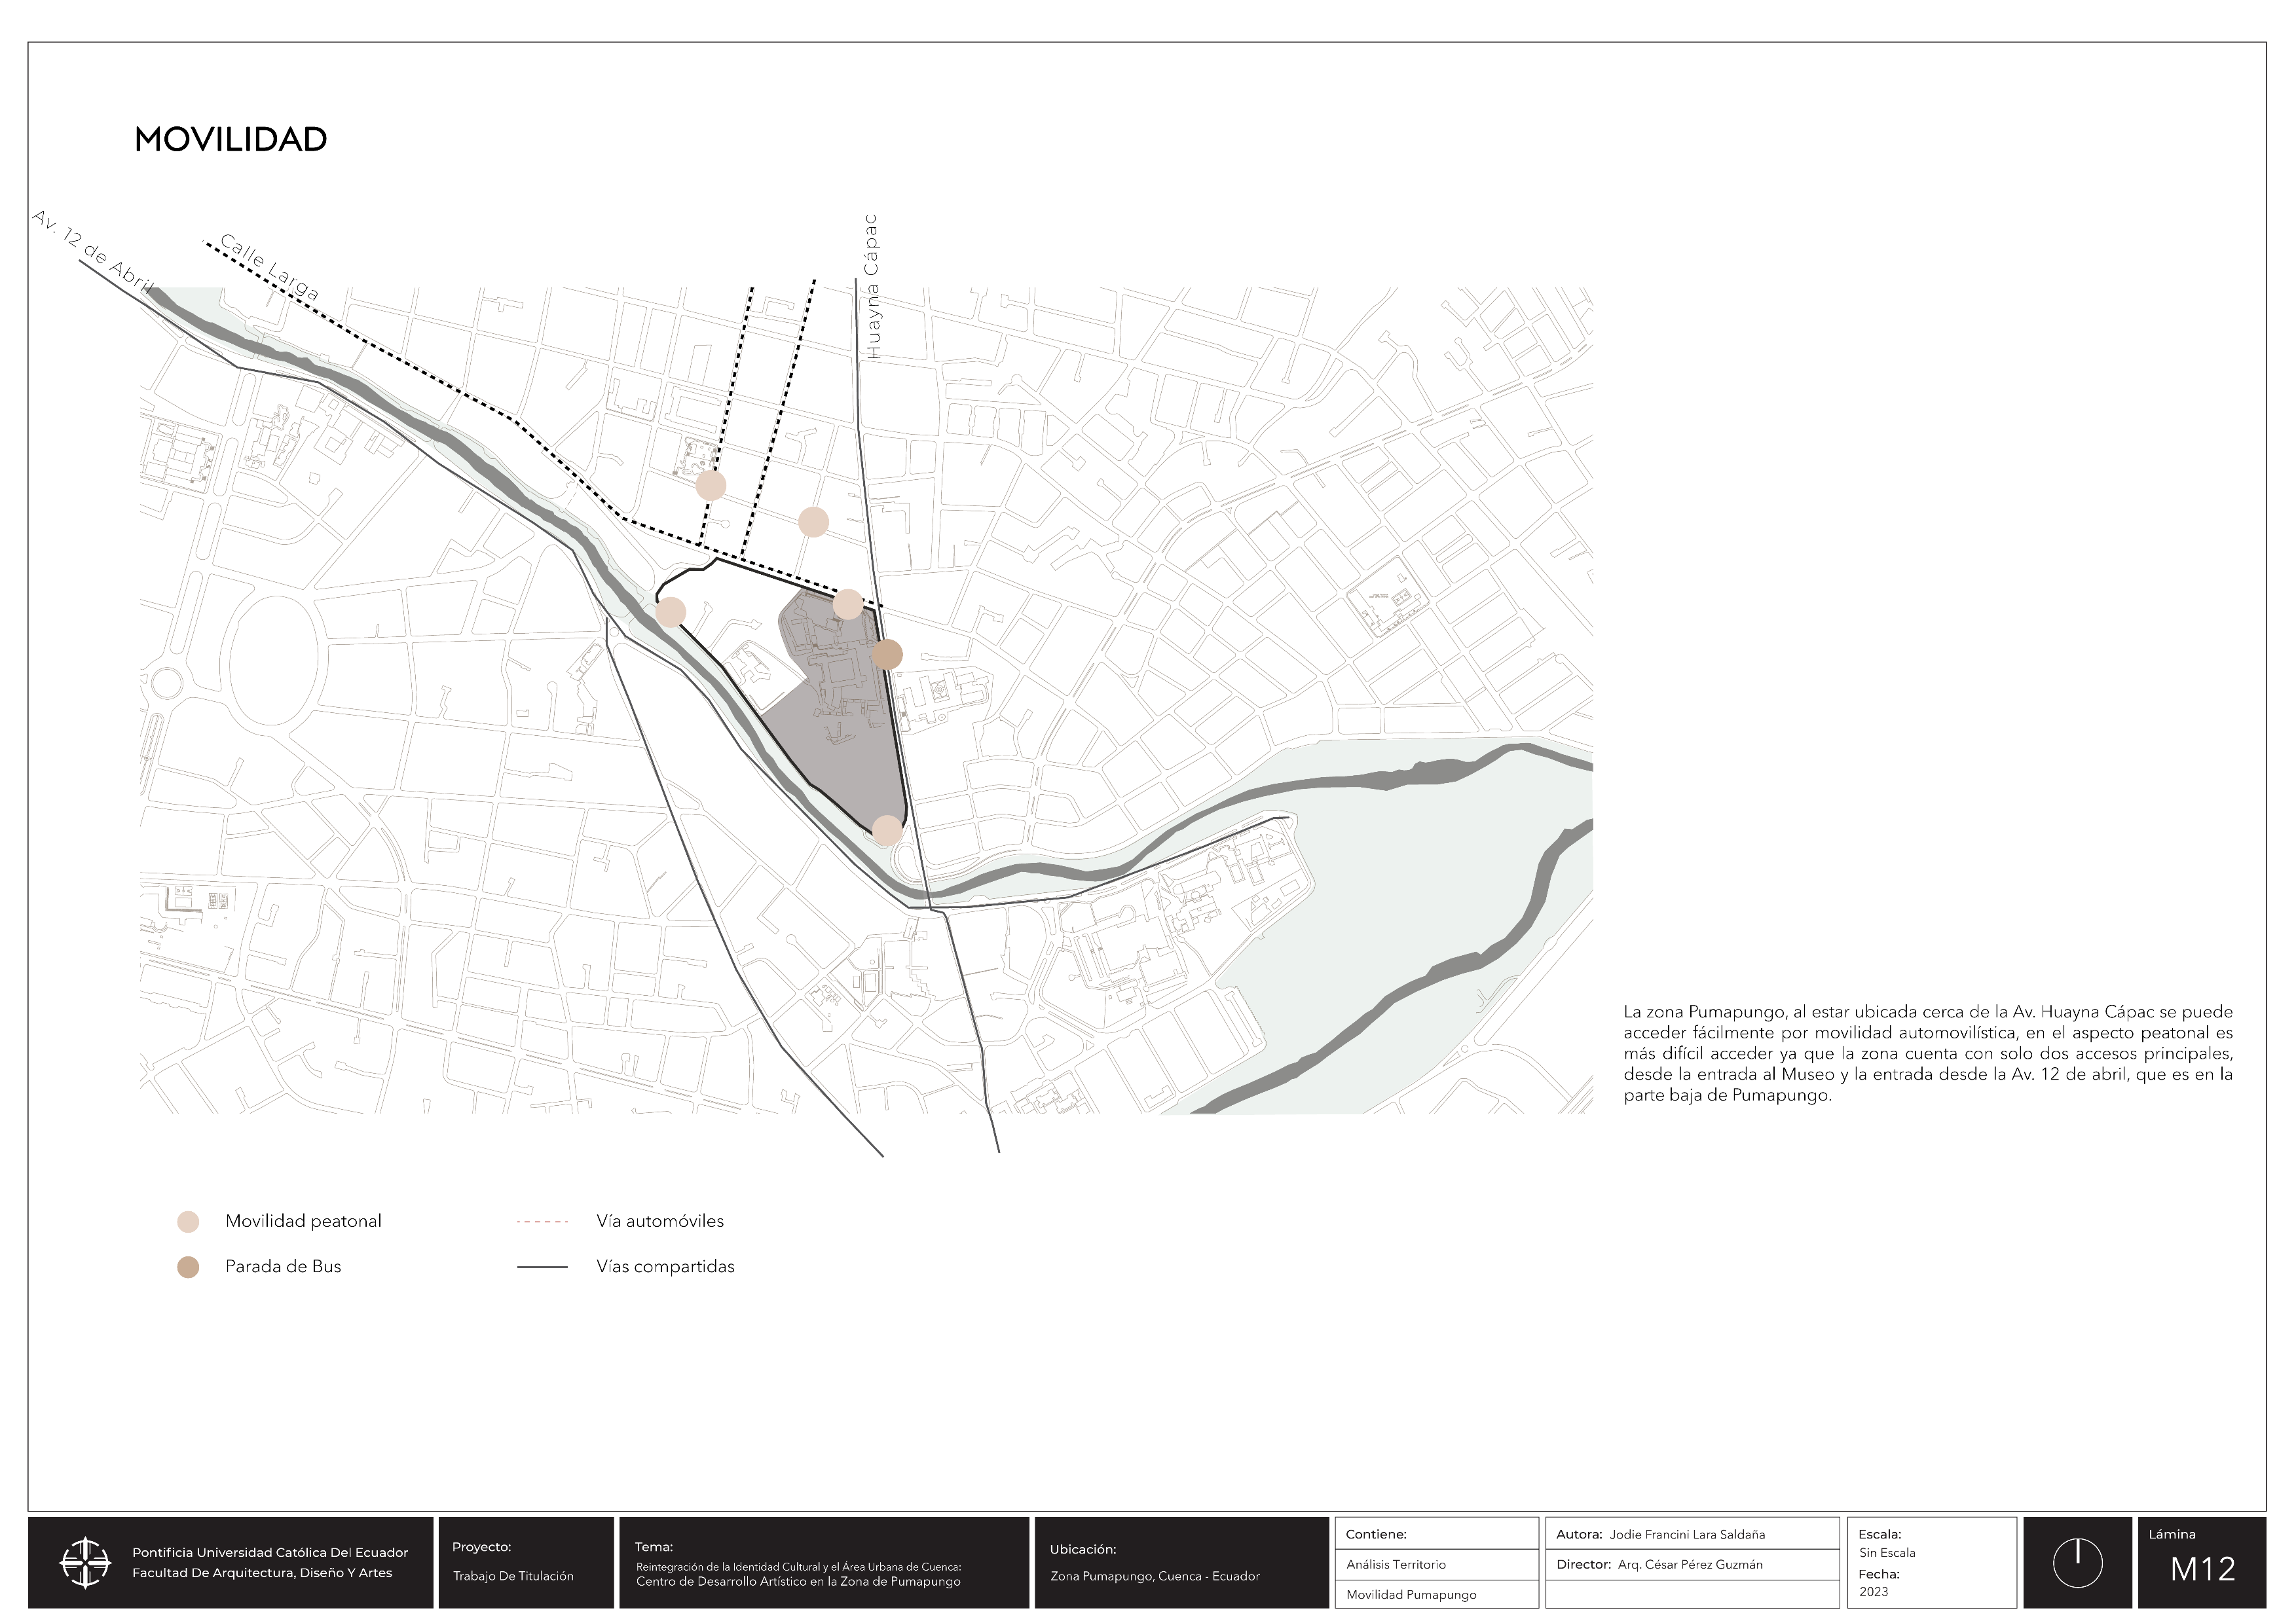 MOVILIDAD
Av. 12 de Abril
Calle Larga
Huayna Cápac
La zona Pumapungo, al estar ubicada cerca de la Av. Huayna Cápac se puede
acceder fácilmente por movilidad automovilística, en el aspecto peatonal es
más difícil acceder ya que la zona cuenta con solo dos accesos principales,
desde la entrada al Museo y la entrada desde la Av. 12 de abril, que es en la
parte baja de Pumapungo.
Movilidad peatonal
Vía automóviles
Parada de Bus
Vías compartidas
Pontificia Universidad Católica Del Ecuador
Facultad De Arquitectura, Diseño Y Artes
Proyecto:
Trabajo De Titulación
Tema:
Reintegración de la Identidad Cultural y el Área Urbana de Cuenca:
Centro de Desarrollo Artístico en la Zona de Pumapungo
Ubicación:
Zona Pumapungo, Cuenca - Ecuador
Contiene:
Análisis Territorio
Movilidad Pumapungo
Autora: Jodie Francini Lara Saldaña
Director: Arq. César Pérez Guzmán
Escala:
Sin Escala
Fecha:
2023
Lámina
M12